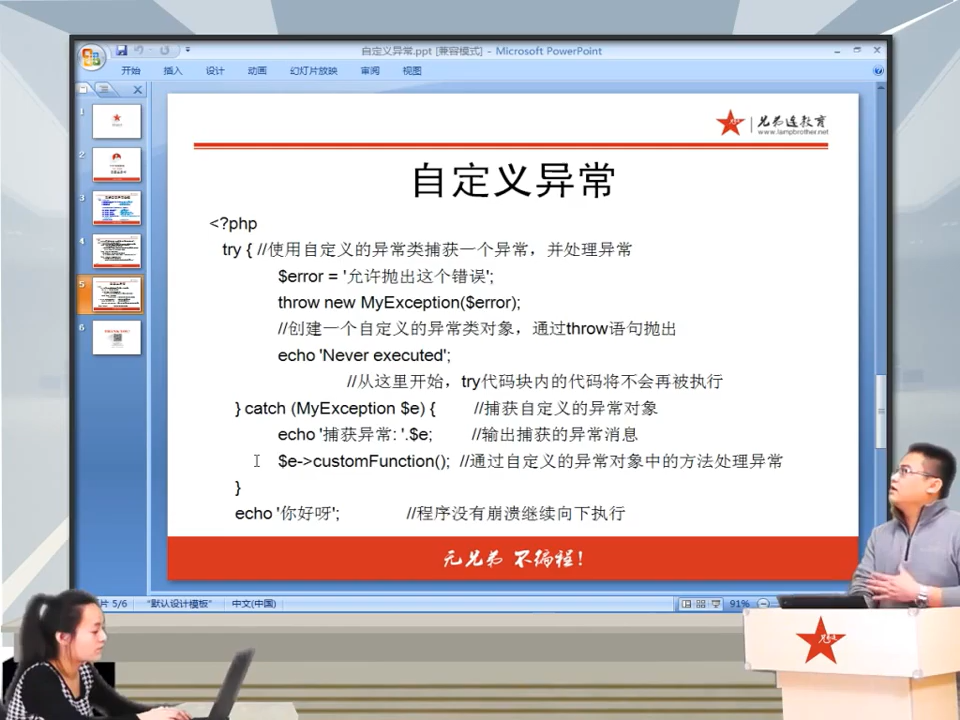 自定义异常.ppt [兼容模式] - Microsoft PowerPoint
开始 插入 设计 动画 幻灯片放映 审阅 视图
兄弟连教育
www.lampbrother.net
自定义异常
<?php
try { //使用自定义的异常类捕获一个异常，并处理异常
$error = '允许抛出这个错误';
throw new MyException($error);
//创建一个自定义的异常类对象，通过throw语句抛出
echo 'Never executed';
//从这里开始，try代码块内的代码将不会再被执行
} catch (MyException $e) { //捕获自定义的异常对象
echo '捕获异常: '.$e; //输出捕获的异常消息
$e->customFunction(); //通过自定义的异常对象中的方法处理异常
}
echo '你好呀'; //程序没有崩溃继续向下执行
无兄弟 不编程！
片 5/6 "默认设计模板" 中文(中国) 91%
1
2
3
4
5
6